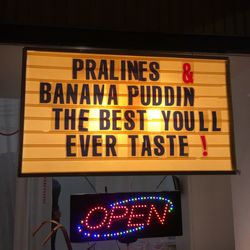 PRALINES &
BANANA PUDDIN
THE BEST YOULL
EVER TASTE !
OPEN